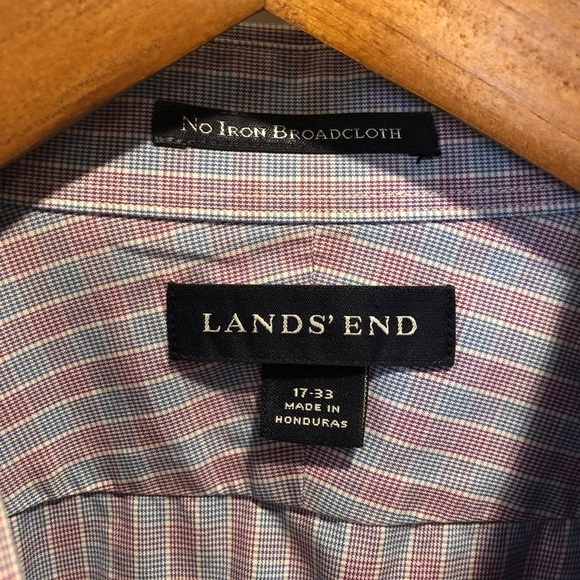 No Iron Broadcloth
LANDS' END
17-33
MADE IN
HONDURAS